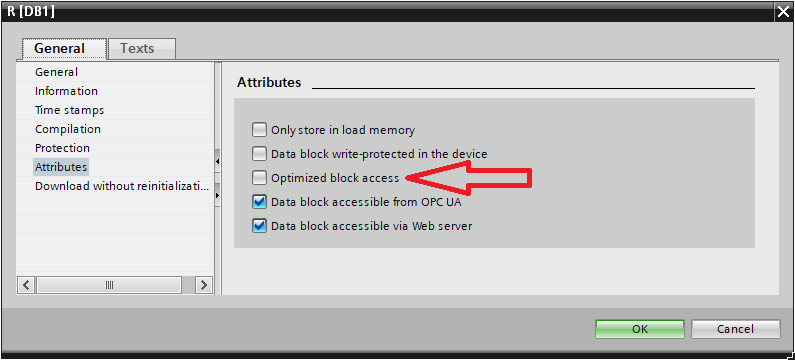 R [DB1]
General
Texts
General
Information
Time stamps
Compilation
Protection
Attributes
Download without reinitializati...
Attributes
Only store in load memory
Data block write-protected in the device
Optimized block access
Data block accessible from OPC UA
Data block accessible via Web server
OK
Cancel